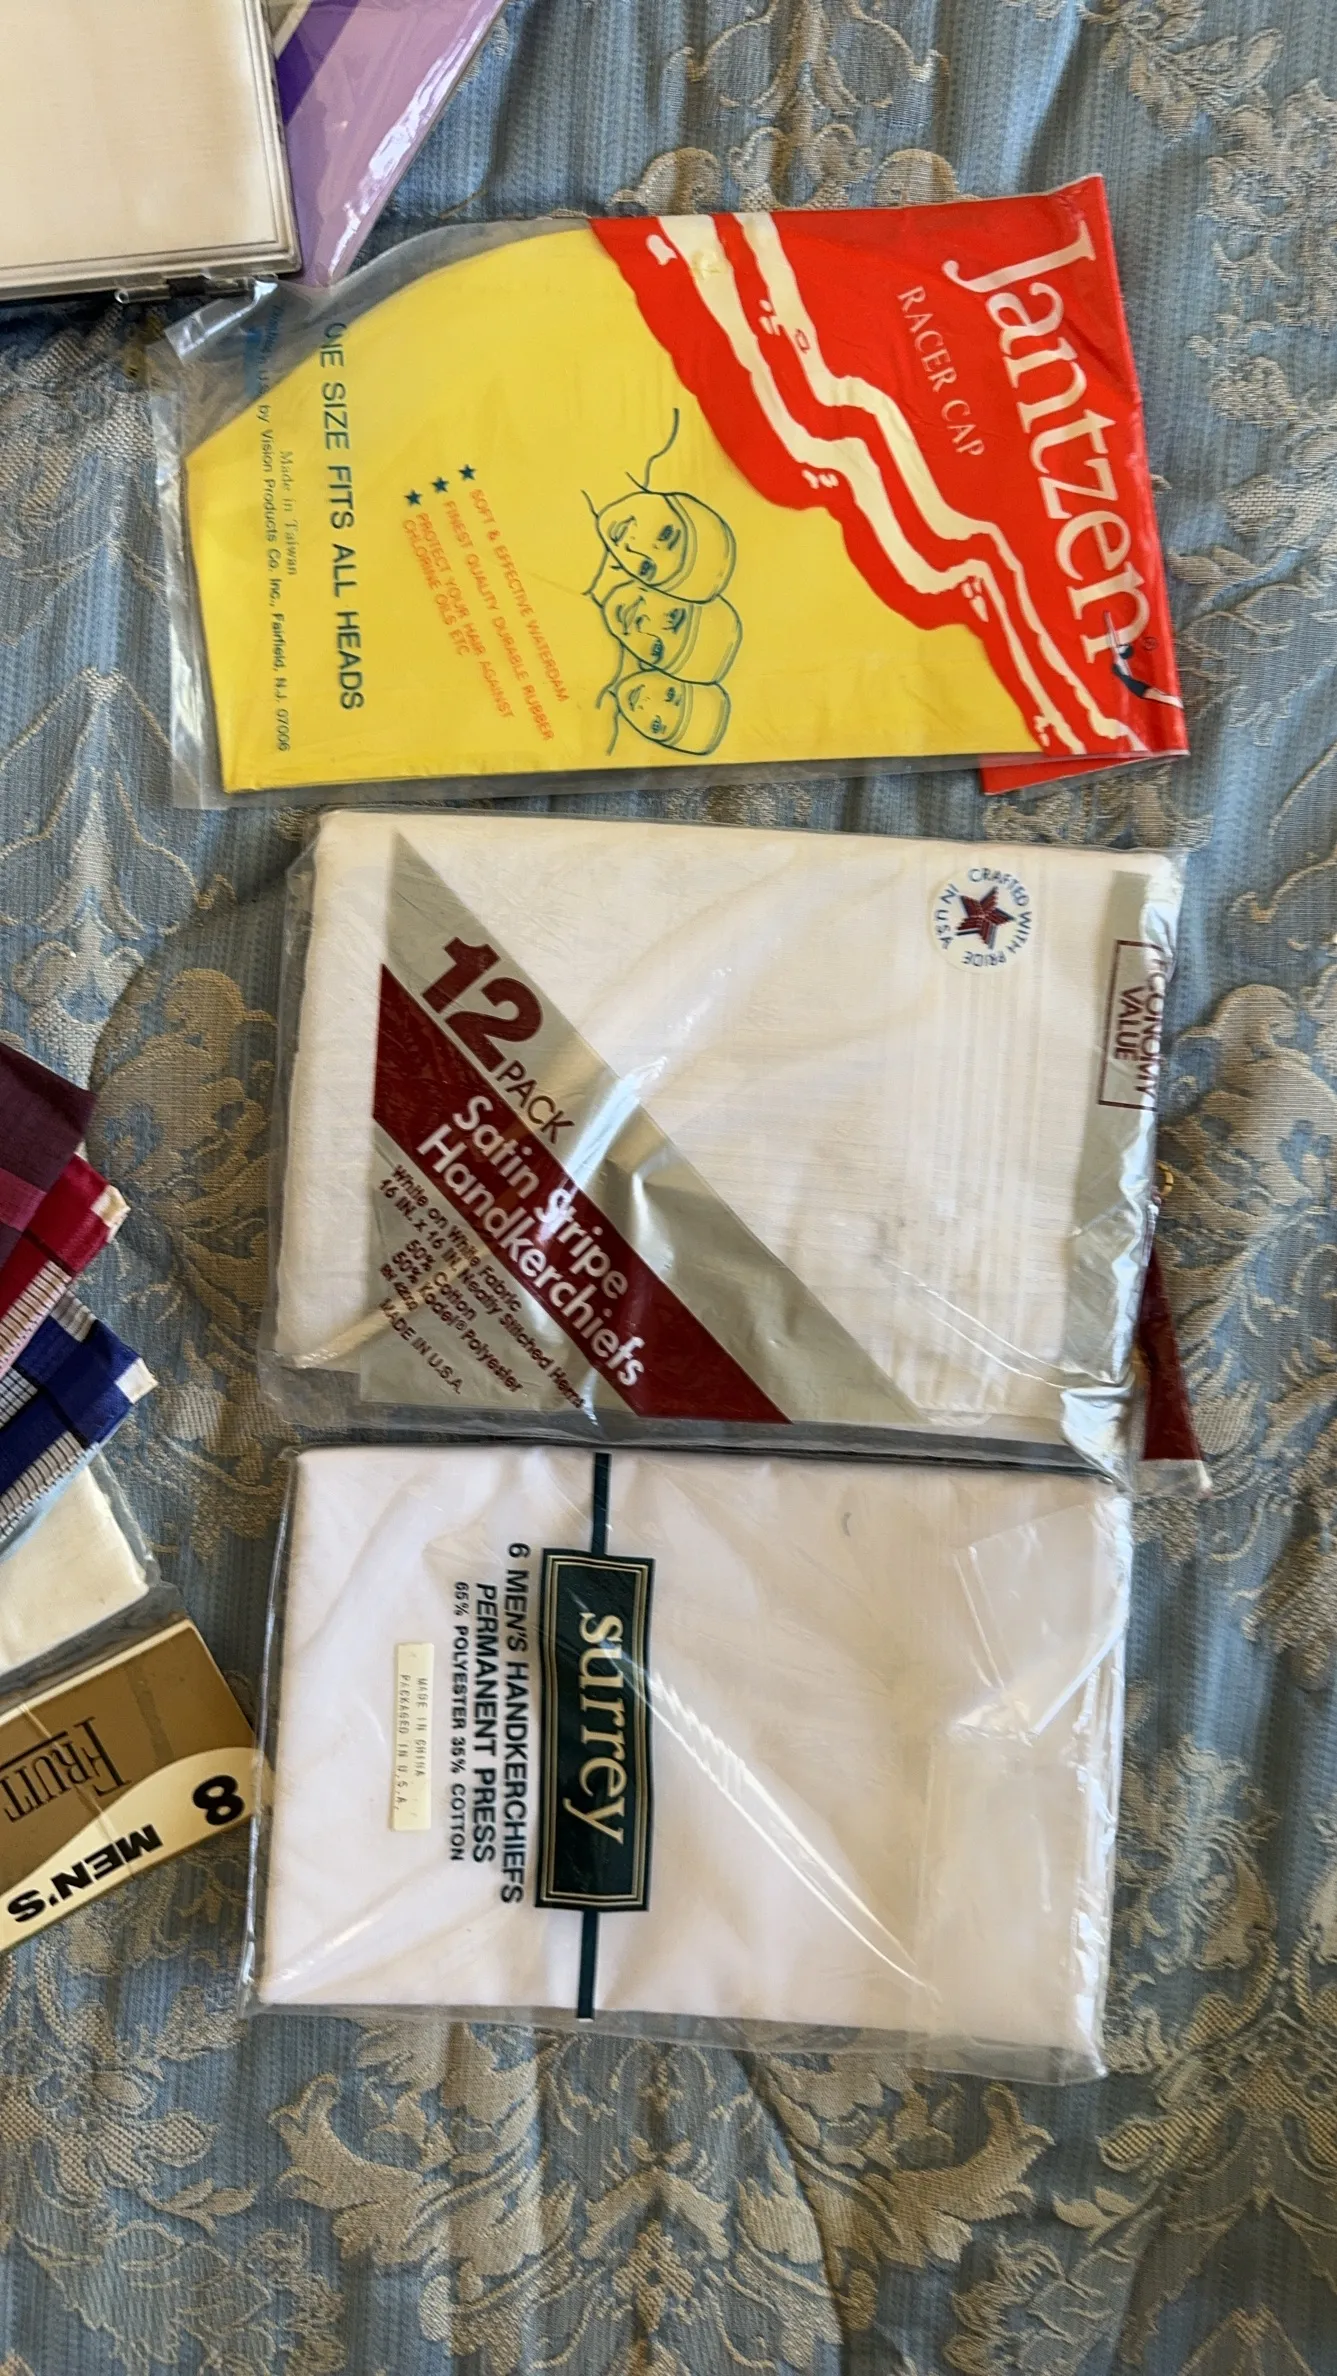 Jantzen®
RACER CAP
★ SOFT & EFFECTIVE WATERDAM
★ FINEST QUALITY DURABLE RUBBER
★ PROTECT YOUR HAIR AGAINST
CHLORINE OILS ETC
ONE SIZE FITS ALL HEADS
Made in Taiwan
by Vision Products Co. Inc., Fairfield, N.J. 07006
ECONOMY
VALUE
CRAFTED WITH PRIDE IN U.S.A.
12 PACK
Satin Stripe
Handkerchiefs
White on White Fabric
16 IN. x 16 IN. Neatly Stitched Hems
50% Cotton
50% Kodel® Polyester
MADE IN U.S.A.
surrey
6 MEN'S HANDKERCHIEFS
PERMANENT PRESS
65% POLYESTER 35% COTTON
MADE IN CHINA
PACKAGED IN U.S.A.
FRUIT
8
MEN'S